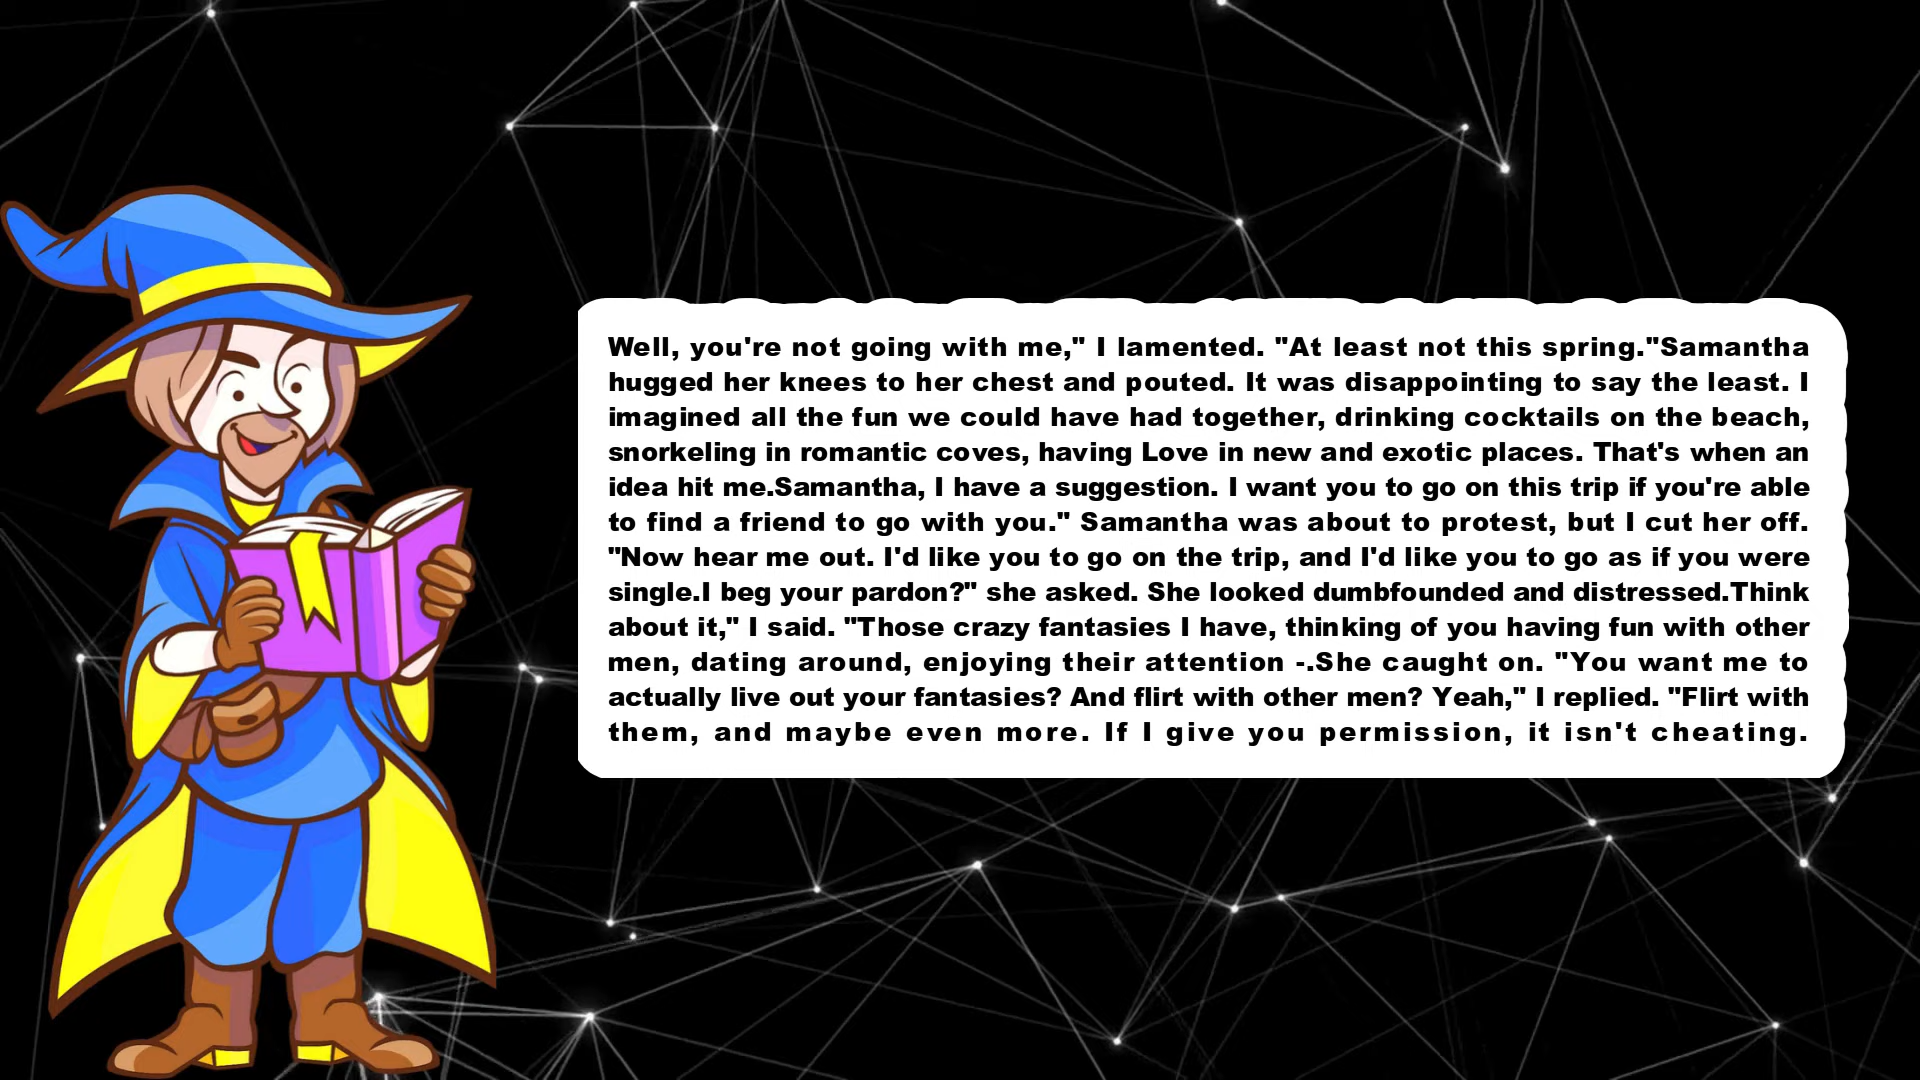 Well, you're not going with me," I lamented. "At least not this spring."Samantha
hugged her knees to her chest and pouted. It was disappointing to say the least. I
imagined all the fun we could have had together, drinking cocktails on the beach,
snorkeling in romantic coves, having Love in new and exotic places. That's when an
idea hit me.Samantha, I have a suggestion. I want you to go on this trip if you're able
to find a friend to go with you." Samantha was about to protest, but I cut her off.
"Now hear me out. I'd like you to go on the trip, and I'd like you to go as if you were
single.I beg your pardon?" she asked. She looked dumbfounded and distressed.Think
about it," I said. "Those crazy fantasies I have, thinking of you having fun with other
men, dating around, enjoying their attention -.She caught on. "You want me to
actually live out your fantasies? And flirt with other men? Yeah," I replied. "Flirt with
them, and maybe even more. If I give you permission, it isn't cheating.